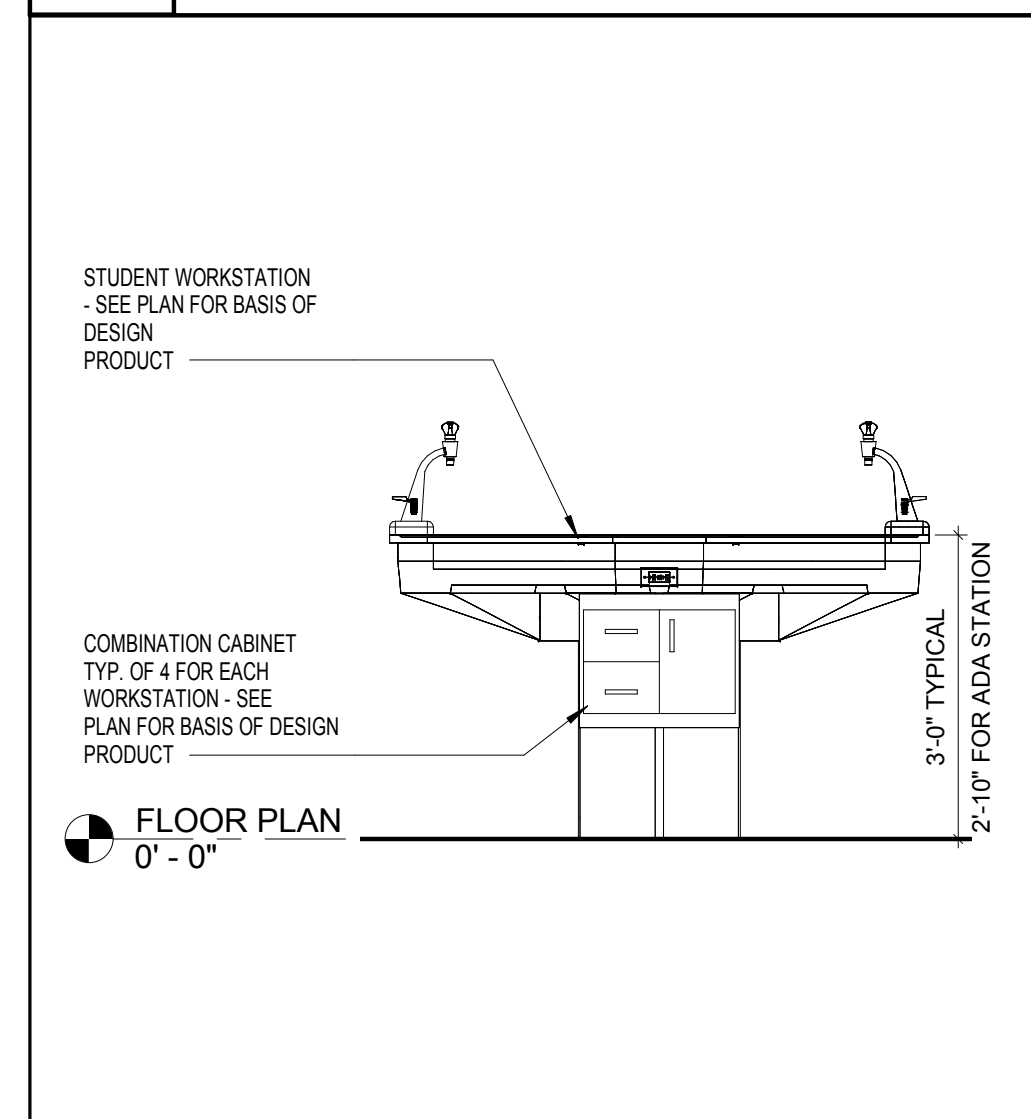 STUDENT WORKSTATION
- SEE PLAN FOR BASIS OF
DESIGN
PRODUCT
COMBINATION CABINET
TYP. OF 4 FOR EACH
WORKSTATION - SEE
PLAN FOR BASIS OF DESIGN
PRODUCT
FLOOR PLAN
0' - 0"
3'-0" TYPICAL
2'-10" FOR ADA STATION